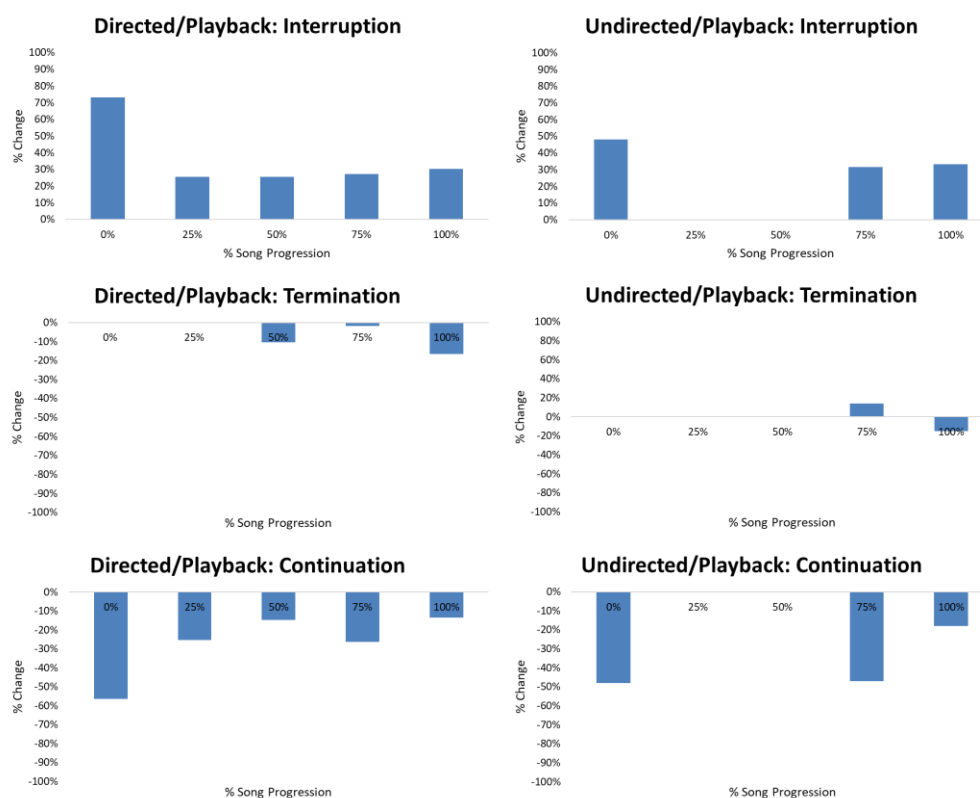 Directed/Playback: Interruption
100%
90%
80%
70%
60%
50%
40%
30%
20%
10%
0%
% Change
0% 25% 50% 75% 100%
% Song Progression
Undirected/Playback: Interruption
100%
90%
80%
70%
60%
50%
40%
30%
20%
10%
0%
% Change
0% 25% 50% 75% 100%
% Song Progression
Directed/Playback: Termination
0%
-10%
-20%
-30%
-40%
-50%
-60%
-70%
-80%
-90%
-100%
% Change
0% 25% 50% 75% 100%
% Song Progression
Undirected/Playback: Termination
100%
80%
60%
40%
20%
0%
-20%
-40%
-60%
-80%
-100%
% Change
0% 25% 50% 75% 100%
% Song Progression
Directed/Playback: Continuation
0%
-10%
-20%
-30%
-40%
-50%
-60%
-70%
-80%
-90%
-100%
% Change
0% 25% 50% 75% 100%
% Song Progression
Undirected/Playback: Continuation
0%
-10%
-20%
-30%
-40%
-50%
-60%
-70%
-80%
-90%
-100%
% Change
0% 25% 50% 75% 100%
% Song Progression